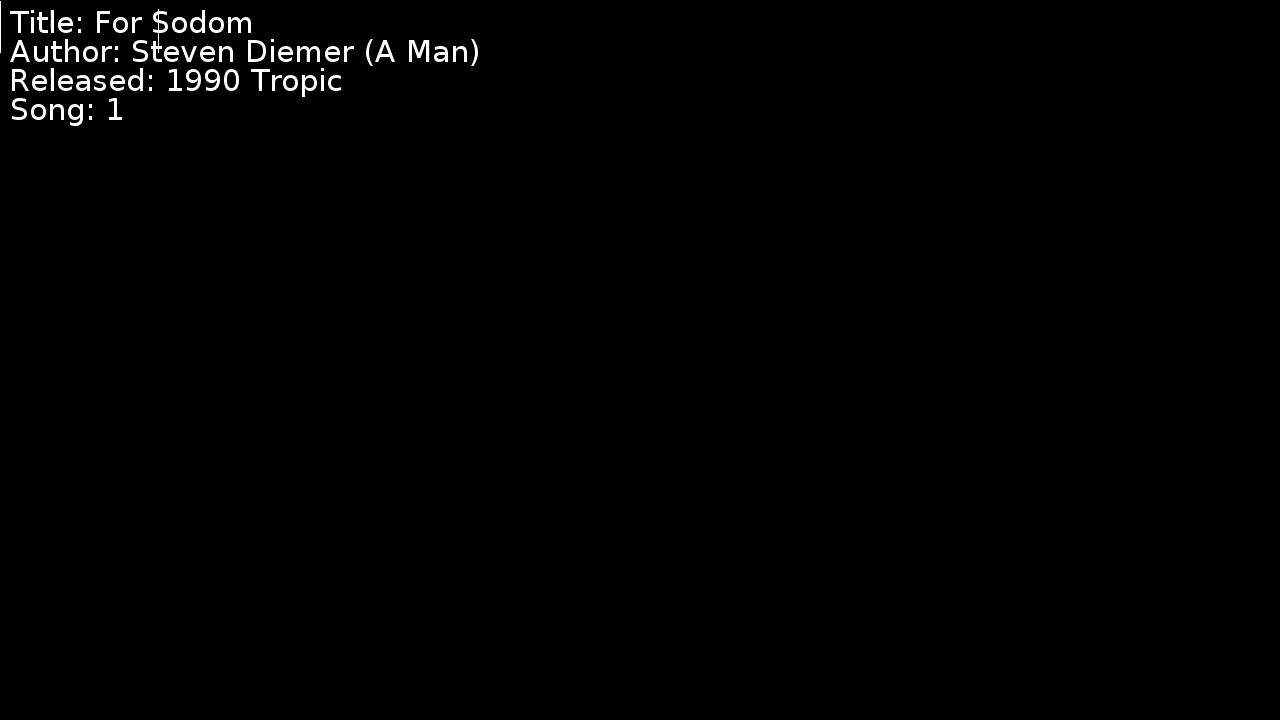 Title: For Sodom
Author: Steven Diemer (A Man)
Released: 1990 Tropic
Song: 1